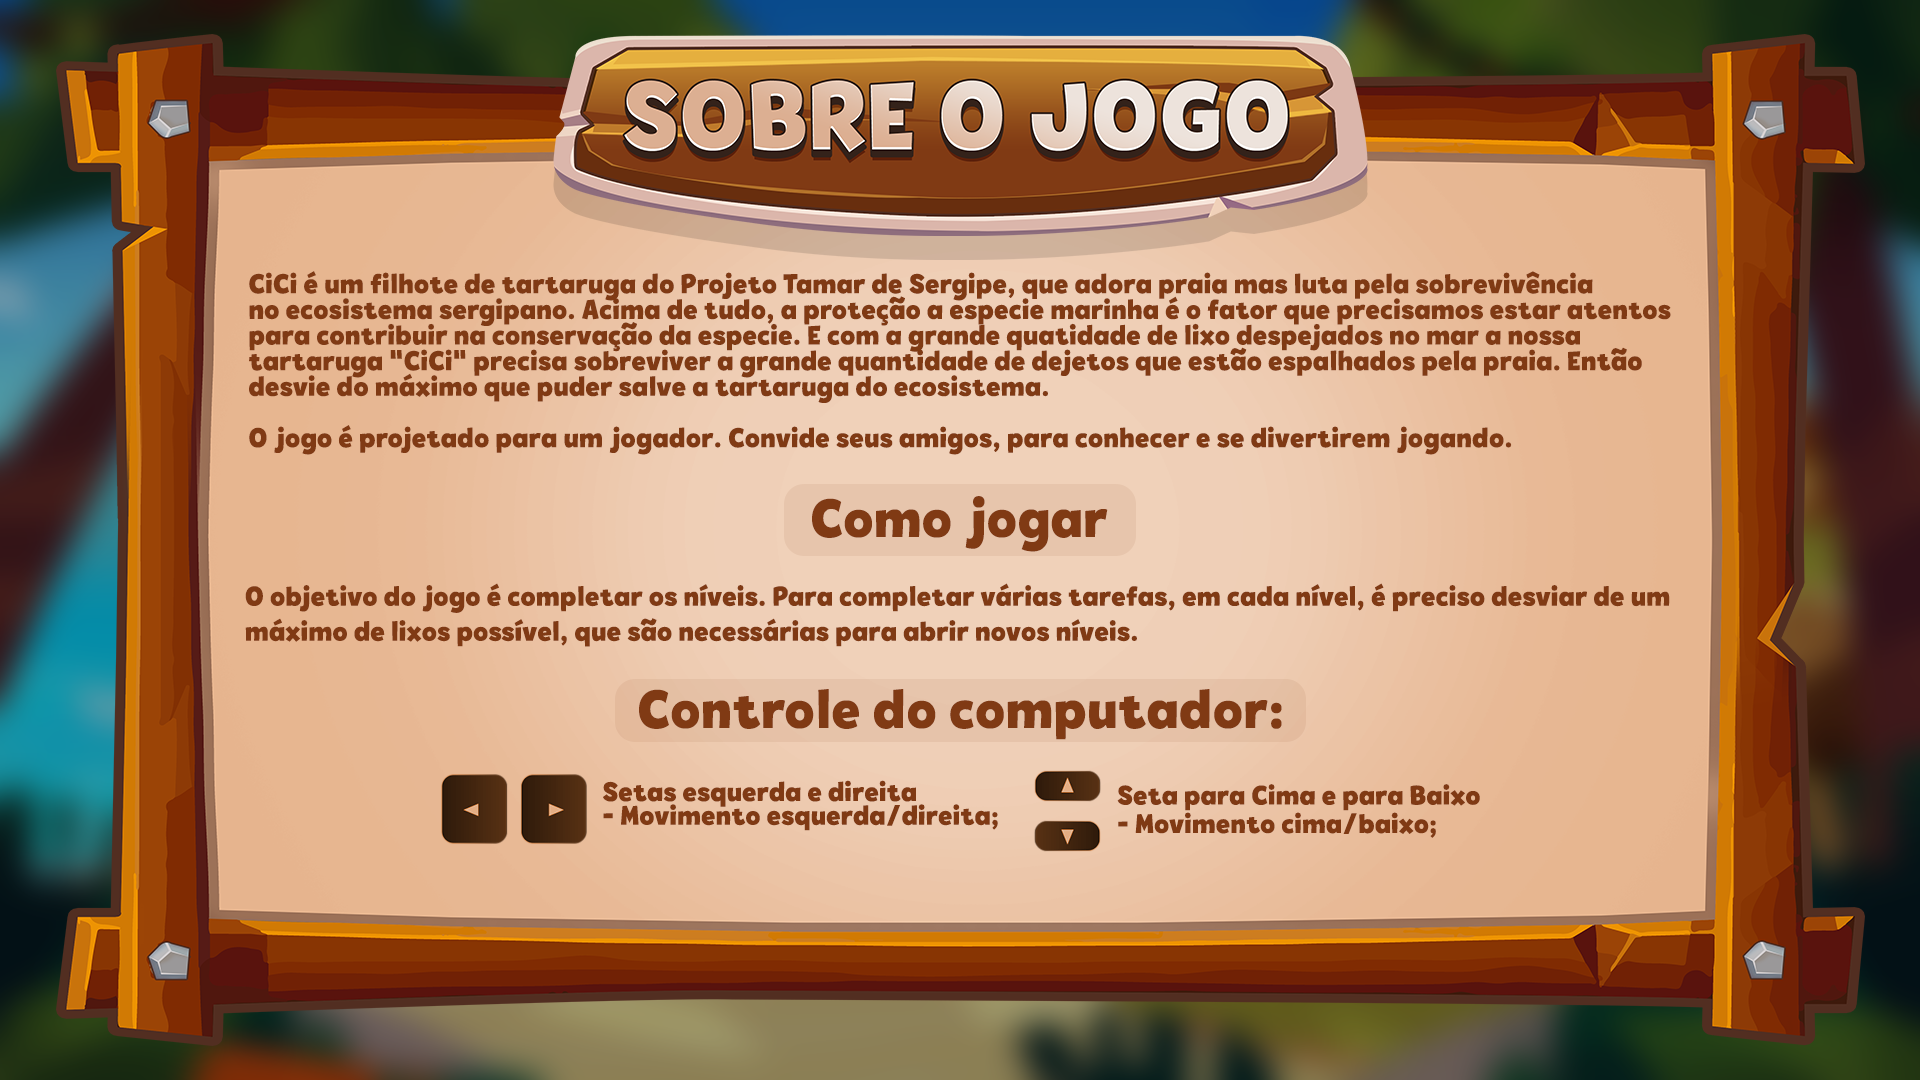 SOBRE O JOGO
CiCi é um filhote de tartaruga do Projeto Tamar de Sergipe, que adora praia mas luta pela sobrevivência
no ecosistema sergipano. Acima de tudo, a proteção a especie marinha é o fator que precisamos estar atentos
para contribuir na conservação da especie. E com a grande quatidade de lixo despejados no mar a nossa
tartaruga "CiCi" precisa sobreviver a grande quantidade de dejetos que estão espalhados pela praia. Então
desvie do máximo que puder salve a tartaruga do ecosistema.
O jogo é projetado para um jogador. Convide seus amigos, para conhecer e se divertirem jogando.
Como jogar
O objetivo do jogo é completar os níveis. Para completar várias tarefas, em cada nível, é preciso desviar de um
máximo de lixos possível, que são necessárias para abrir novos níveis.
Controle do computador:
Setas esquerda e direita
- Movimento esquerda/direita;
Seta para Cima e para Baixo
- Movimento cima/baixo;